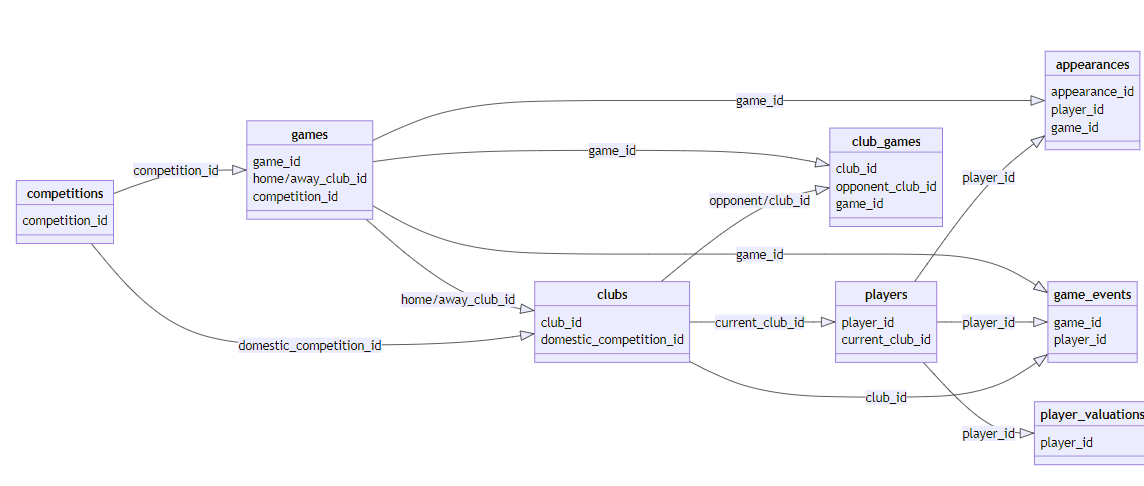 competitions
competition_id
competition_id
domestic_competition_id
games
game_id
home/away_club_id
competition_id
game_id
game_id
game_id
home/away_club_id
clubs
club_id
domestic_competition_id
opponent/club_id
current_club_id
club_id
club_games
club_id
opponent_club_id
game_id
players
player_id
current_club_id
player_id
player_id
player_id
appearances
appearance_id
player_id
game_id
game_events
game_id
player_id
player_valuations
player_id